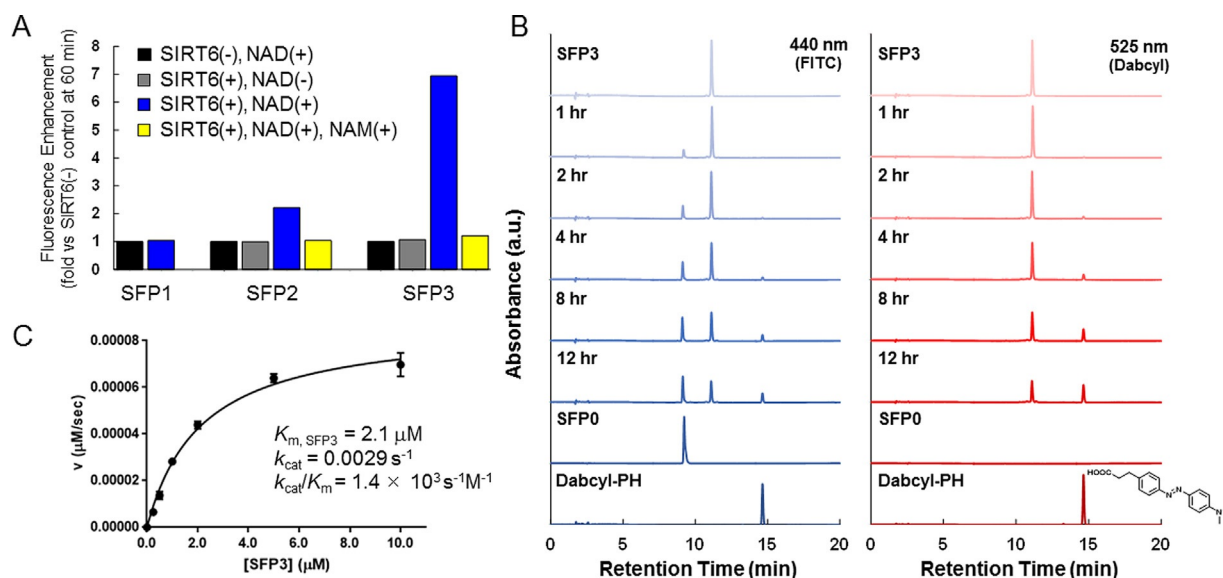 A
Fluorescence Enhancement
(fold vs SIRT6(-) control at 60 min)
8
7
6
5
4
3
2
1
0
SIRT6(-), NAD(+)
SIRT6(+), NAD(-)
SIRT6(+), NAD(+)
SIRT6(+), NAD(+), NAM(+)
SFP1 SFP2 SFP3
B
Absorbance (a.u.)
440 nm
(FITC)
SFP3
1 hr
2 hr
4 hr
8 hr
12 hr
SFP0
Dabcyl-PH
0 5 10 15 20
Retention Time (min)
525 nm
(Dabcyl)
SFP3
1 hr
2 hr
4 hr
8 hr
12 hr
SFP0
Dabcyl-PH
HOOC
N
N
N
0 5 10 15 20
Retention Time (min)
C
v (μM/sec)
0.00008
0.00006
0.00004
0.00002
0.00000
Km, SFP3 = 2.1 μM
kcat = 0.0029 s-1
kcat/Km = 1.4 × 10³ s-1M-1
0.0 2.0 4.0 6.0 8.0 10.0
[SFP3] (μM)